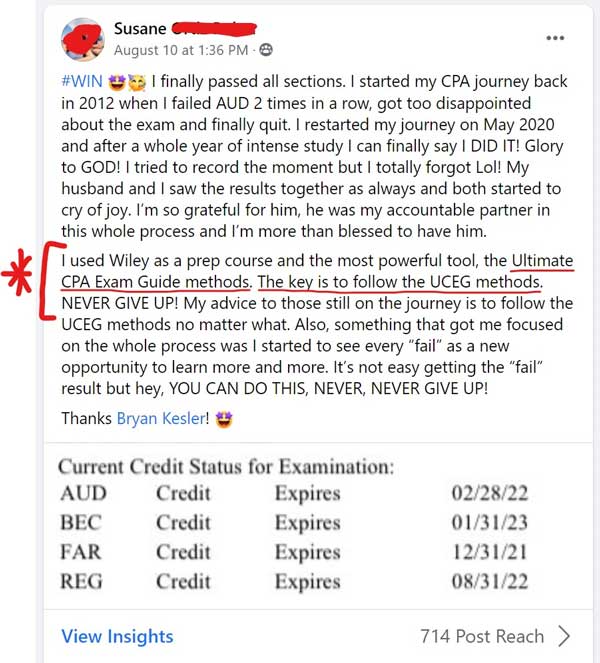 Susane
August 10 at 1:36 PM ·
#WIN 🤩🥳 I finally passed all sections. I started my CPA journey back
in 2012 when I failed AUD 2 times in a row, got too disappointed
about the exam and finally quit. I restarted my journey on May 2020
and after a whole year of intense study I can finally say I DID IT! Glory
to GOD! I tried to record the moment but I totally forgot Lol! My
husband and I saw the results together as always and both started to
cry of joy. I'm so grateful for him, he was my accountable partner in
this whole process and I'm more than blessed to have him.
I used Wiley as a prep course and the most powerful tool, the Ultimate
CPA Exam Guide methods. The key is to follow the UCEG methods.
NEVER GIVE UP! My advice to those still on the journey is to follow the
UCEG methods no matter what. Also, something that got me focused
on the whole process was I started to see every “fail” as a new
opportunity to learn more and more. It's not easy getting the “fail”
result but hey, YOU CAN DO THIS, NEVER, NEVER GIVE UP!
Thanks Bryan Kesler! 🤩
Current Credit Status for Examination:
AUD Credit Expires 02/28/22
BEC Credit Expires 01/31/23
FAR Credit Expires 12/31/21
REG Credit Expires 08/31/22
View Insights 714 Post Reach